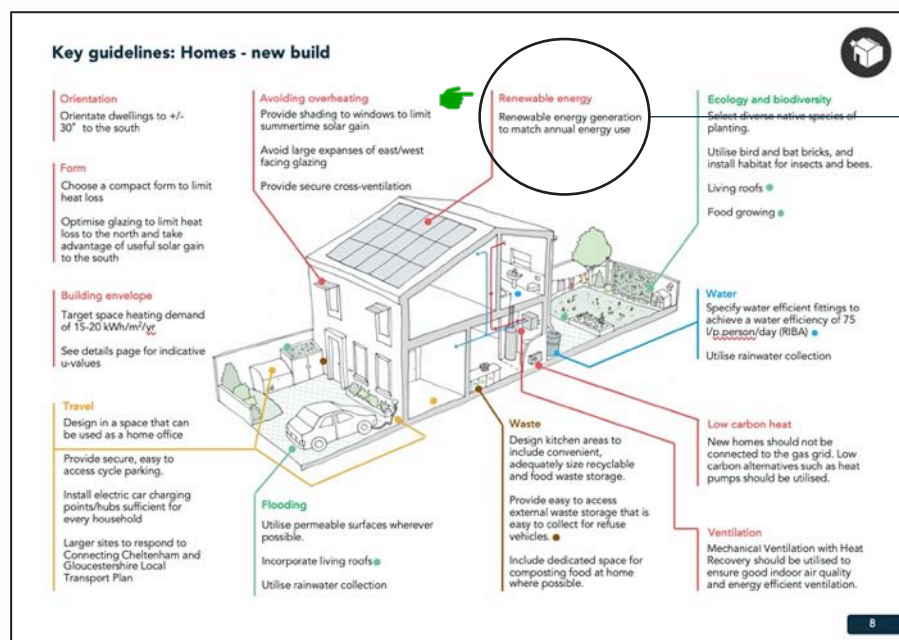 Key guidelines: Homes - new build
Orientation
Orientate dwellings to +/-
30° to the south
Form
Choose a compact form to limit
heat loss
Optimise glazing to limit heat
loss to the north and take
advantage of useful solar gain
to the south
Building envelope
Target space heating demand
of 15-20 kWh/m²/yr
See details page for indicative
u-values
Travel
Design in a space that can
be used as a home office
Provide secure, easy to
access cycle parking.
Install electric car charging
points/hubs sufficient for
every household
Larger sites to respond to
Connecting Cheltenham and
Gloucestershire Local
Transport Plan
Avoiding overheating
Provide shading to windows to limit
summertime solar gain
Avoid large expanses of east/west
facing glazing
Provide secure cross-ventilation
Flooding
Utilise permeable surfaces wherever
possible.
Incorporate living roofs
Utilise rainwater collection
Renewable energy
Renewable energy generation
to match annual energy use
Waste
Design kitchen areas to
include convenient,
adequately size recyclable
and food waste storage.
Provide easy to access
external waste storage that is
easy to collect for refuse
vehicles.
Include dedicated space for
composting food at home
where possible.
Ecology and biodiversity
Select diverse native species of
planting.
Utilise bird and bat bricks, and
install habitat for insects and bees.
Living roofs
Food growing
Water
Specify water efficient fittings to
achieve a water efficiency of 75
l/p.person/day (RIBA)
Utilise rainwater collection
Low carbon heat
New homes should not be
connected to the gas grid. Low
carbon alternatives such as heat
pumps should be utilised.
Ventilation
Mechanical Ventilation with Heat
Recovery should be utilised to
ensure good indoor air quality
and energy efficient ventilation.
8